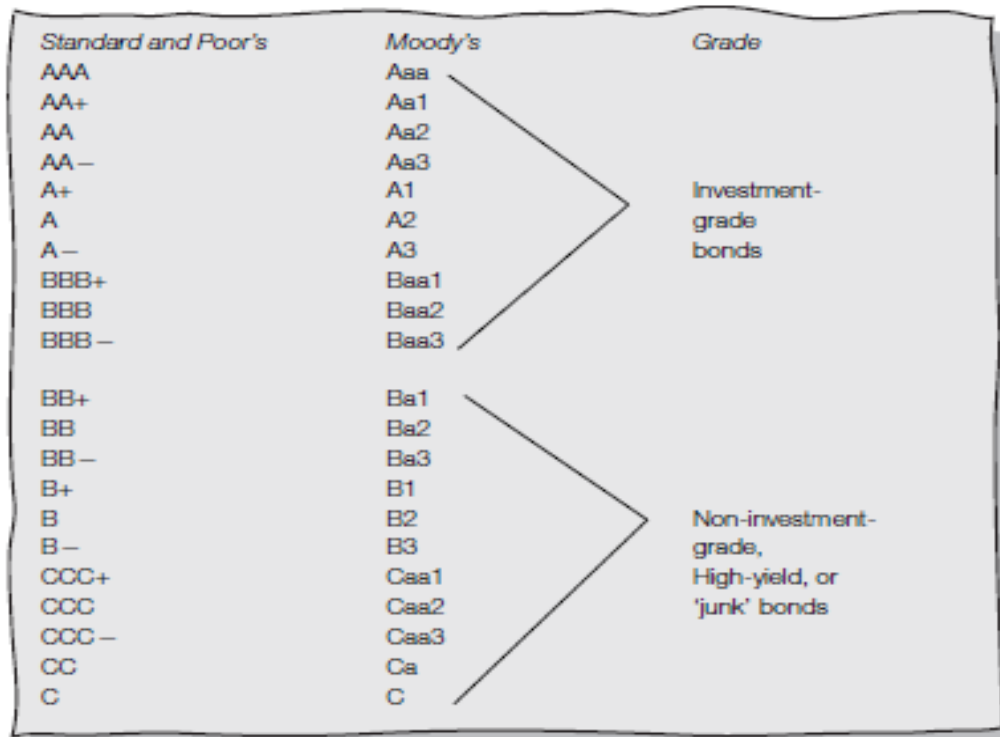 Standard and Poor's Moody's Grade
AAA Aaa
AA+ Aa1
AA Aa2
AA– Aa3
A+ A1 Investment-
A A2 grade
A– A3 bonds
BBB+ Baa1
BBB Baa2
BBB– Baa3
BB+ Ba1
BB Ba2
BB– Ba3
B+ B1
B B2 Non-investment-
B– B3 grade,
CCC+ Caa1 High-yield, or
CCC Caa2 'junk' bonds
CCC– Caa3
CC Ca
C C